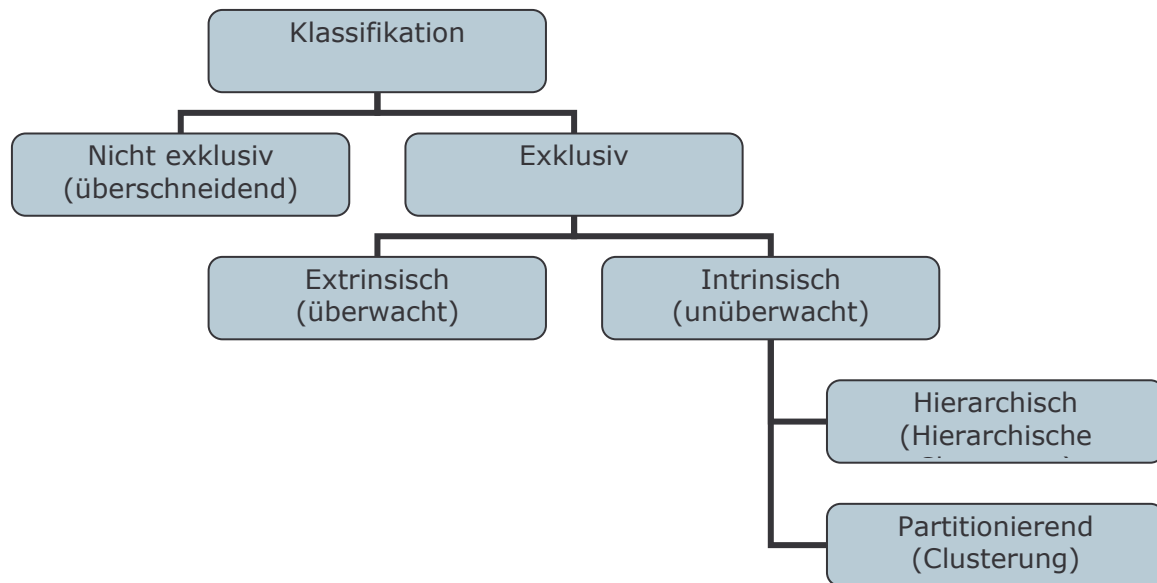 Klassifikation
Nicht exklusiv
(überschneidend)
Exklusiv
Extrinsisch
(überwacht)
Intrinsisch
(unüberwacht)
Hierarchisch
(Hierarchische
Partitionierend
(Clusterung)